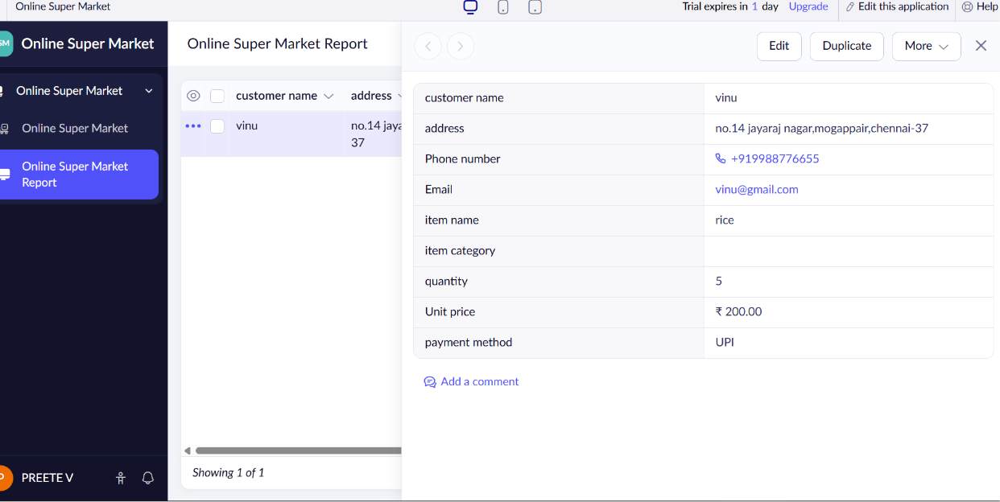 Online Super Market
Trial expires in 1 day Upgrade Edit this application Help
SM Online Super Market
Online Super Market
Online Super Market
Online Super Market
Report
PREETE V
Online Super Market Report
customer name address
vinu no.14 jaya
37
Showing 1 of 1
Edit Duplicate More
customer name vinu
address no.14 jayaraj nagar,mogappair,chennai-37
Phone number +919988776655
Email vinu@gmail.com
item name rice
item category
quantity 5
Unit price ₹ 200.00
payment method UPI
Add a comment